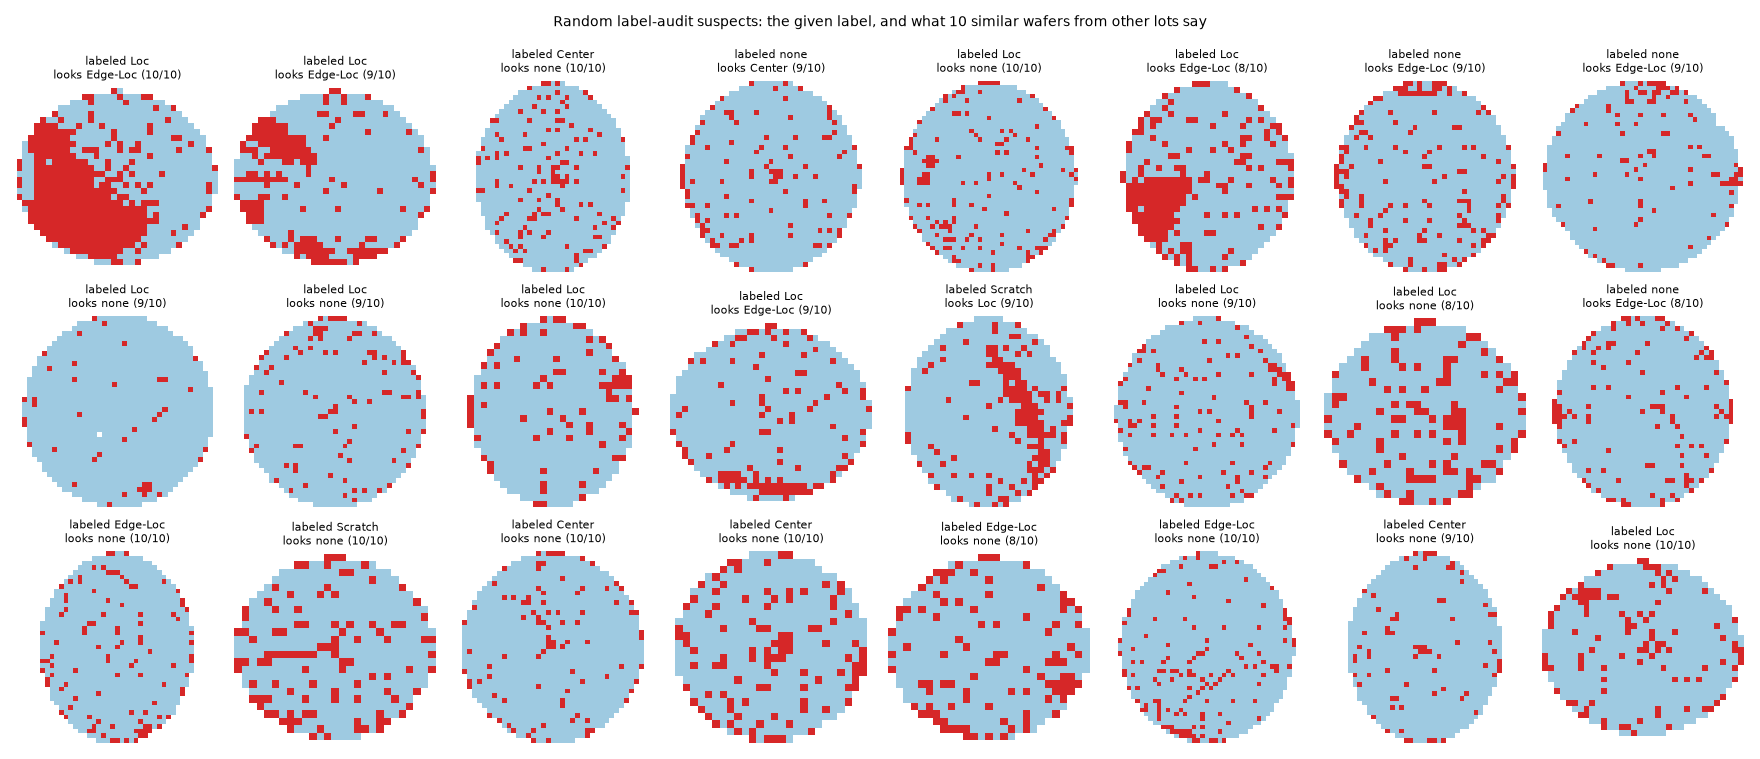 Random label-audit suspects: the given label, and what 10 similar wafers from other lots say
labeled Loc
looks Edge-Loc (10/10)
labeled Loc
looks Edge-Loc (9/10)
labeled Center
looks none (10/10)
labeled none
looks Center (9/10)
labeled Loc
looks none (10/10)
labeled Loc
looks Edge-Loc (8/10)
labeled none
looks Edge-Loc (9/10)
labeled none
looks Edge-Loc (9/10)
labeled Loc
looks none (9/10)
labeled Loc
looks none (9/10)
labeled Loc
looks none (10/10)
labeled Loc
looks Edge-Loc (9/10)
labeled Scratch
looks Loc (9/10)
labeled Loc
looks none (9/10)
labeled Loc
looks none (8/10)
labeled none
looks Edge-Loc (8/10)
labeled Edge-Loc
looks none (10/10)
labeled Scratch
looks none (10/10)
labeled Center
looks none (10/10)
labeled Center
looks none (10/10)
labeled Edge-Loc
looks none (8/10)
labeled Edge-Loc
looks none (10/10)
labeled Center
looks none (9/10)
labeled Loc
looks none (10/10)